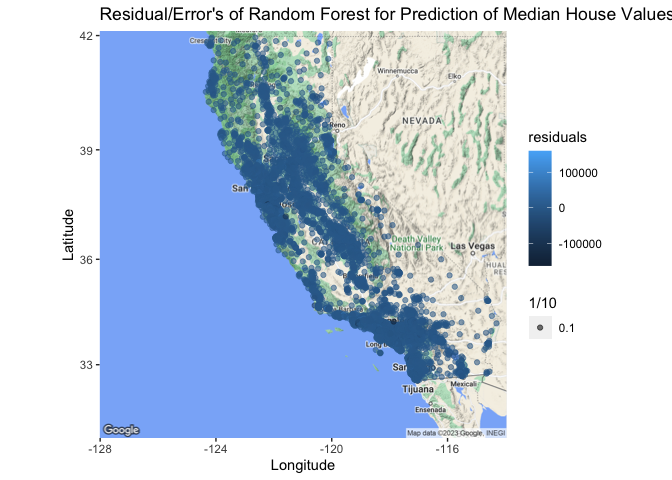 Residual/Error's of Random Forest for Prediction of Median House Values
42
39
36
33
Latitude
Crescent City
Winnemucca
Elko
Reno
NEVADA
San
Death Valley
National Park
Las Vegas
HUAL
RES
Long B
San
Tijuana
Mexicali
Ensenada
Google
Map data ©2023 Google, INEGI
-128
-124
-120
-116
Longitude
residuals
100000
0
-100000
1/10
0.1